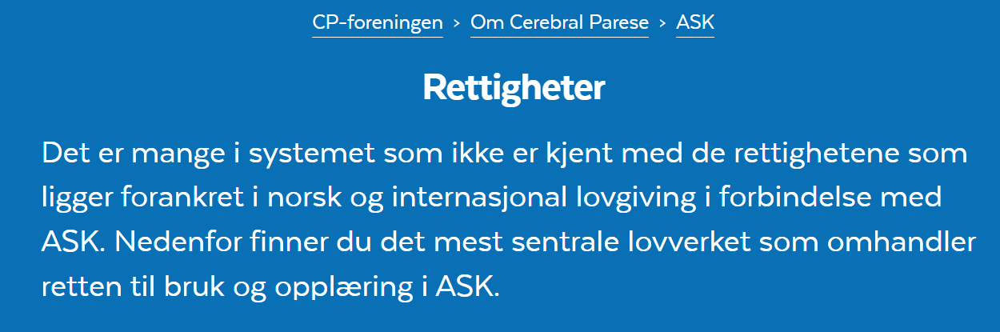 CP-foreningen > Om Cerebral Parese > ASK
Rettigheter
Det er mange i systemet som ikke er kjent med de rettighetene som
ligger forankret i norsk og internasjonal lovgiving i forbindelse med
ASK. Nedenfor finner du det mest sentrale lovverket som omhandler
retten til bruk og opplæring i ASK.